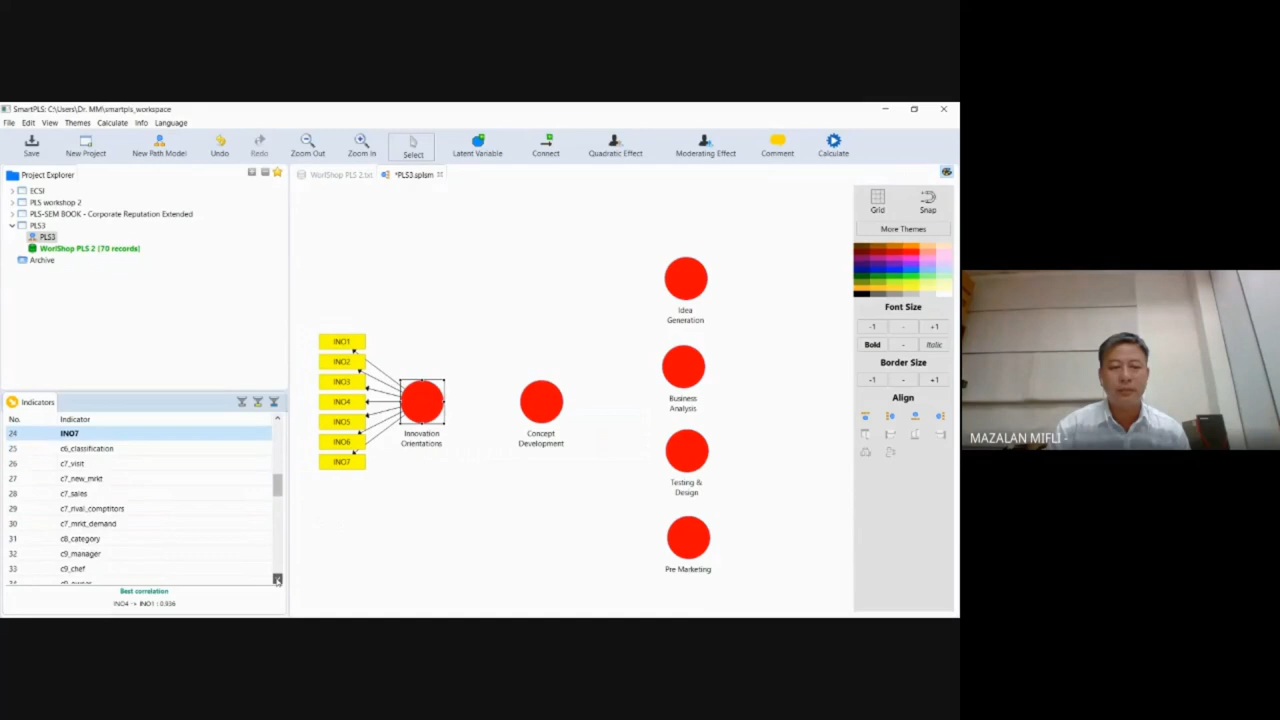 SmartPLS: C:\Users\Dr. MM\smartpls_workspace
File Edit View Themes Calculate Info Language
Save New Project New Path Model Undo Redo Zoom Out Zoom In Select Latent Variable Connect Quadratic Effect Moderating Effect Comment Calculate
Project Explorer
ECSI
PLS workshop 2
PLS-SEM BOOK - Corporate Reputation Extended
PLS3
PLS3
WorlShop PLS 2 [70 records]
Archive
WorlShop PLS 2.txt *PLS3.splsm
INO1
INO2
INO3
INO4
INO5
INO6
INO7
Innovation
Orientations
Concept
Development
Idea
Generation
Business
Analysis
Testing &
Design
Pre Marketing
Grid Snap
More Themes
Font Size
-1 - +1
Bold - Italic
Border Size
-1 - +1
Align
Indicators
No. Indicator
24 INO7
25 c6_classification
26 c7_visit
27 c7_new_mrkt
28 c7_sales
29 c7_rival_comptitors
30 c7_mrkt_demand
31 c8_category
32 c9_manager
33 c9_chef
Best correlation
INO4 -> INO1 : 0.936
MAZALAN MIFLI -